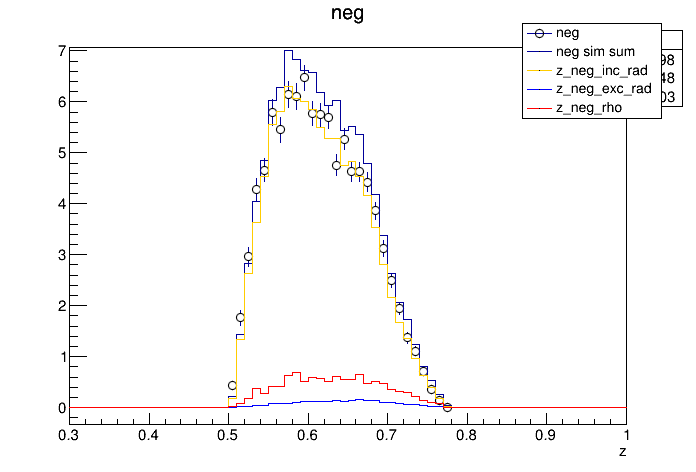 neg
neg
neg sim sum
z_neg_inc_rad
z_neg_exc_rad
z_neg_rho
98
48
03
7
6
5
4
3
2
1
0
0.3 0.4 0.5 0.6 0.7 0.8 0.9 1
z